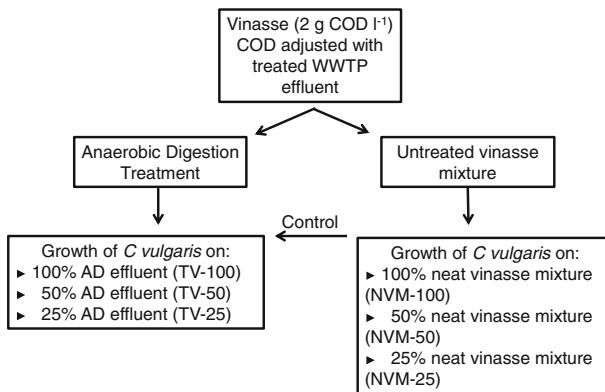 Vinasse (2 g COD l⁻¹)
COD adjusted with
treated WWTP
effluent
Anaerobic Digestion
Treatment
Untreated vinasse
mixture
Control
Growth of C vulgaris on:
► 100% AD effluent (TV-100)
► 50% AD effluent (TV-50)
► 25% AD effluent (TV-25)
Growth of C vulgaris on:
► 100% neat vinasse mixture
(NVM-100)
► 50% neat vinasse mixture
(NVM-50)
► 25% neat vinasse mixture
(NVM-25)